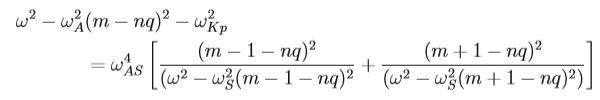 ω² − ω_A²(m − nq)² − ω_{Kp}²
= ω_{AS}⁴ [ (m − 1 − nq)² / (ω² − ω_S²(m − 1 − nq)² + (m + 1 − nq)² / (ω² − ω_S²(m + 1 − nq)²) ]